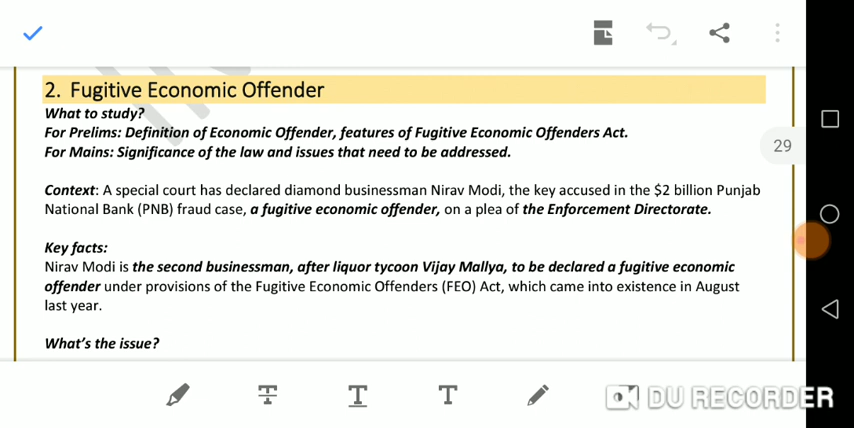 2. Fugitive Economic Offender
What to study?
For Prelims: Definition of Economic Offender, features of Fugitive Economic Offenders Act.
For Mains: Significance of the law and issues that need to be addressed.
29
Context: A special court has declared diamond businessman Nirav Modi, the key accused in the $2 billion Punjab
National Bank (PNB) fraud case, a fugitive economic offender, on a plea of the Enforcement Directorate.
Key facts:
Nirav Modi is the second businessman, after liquor tycoon Vijay Mallya, to be declared a fugitive economic
offender under provisions of the Fugitive Economic Offenders (FEO) Act, which came into existence in August
last year.
What's the issue?
T T T
DU RECORDER